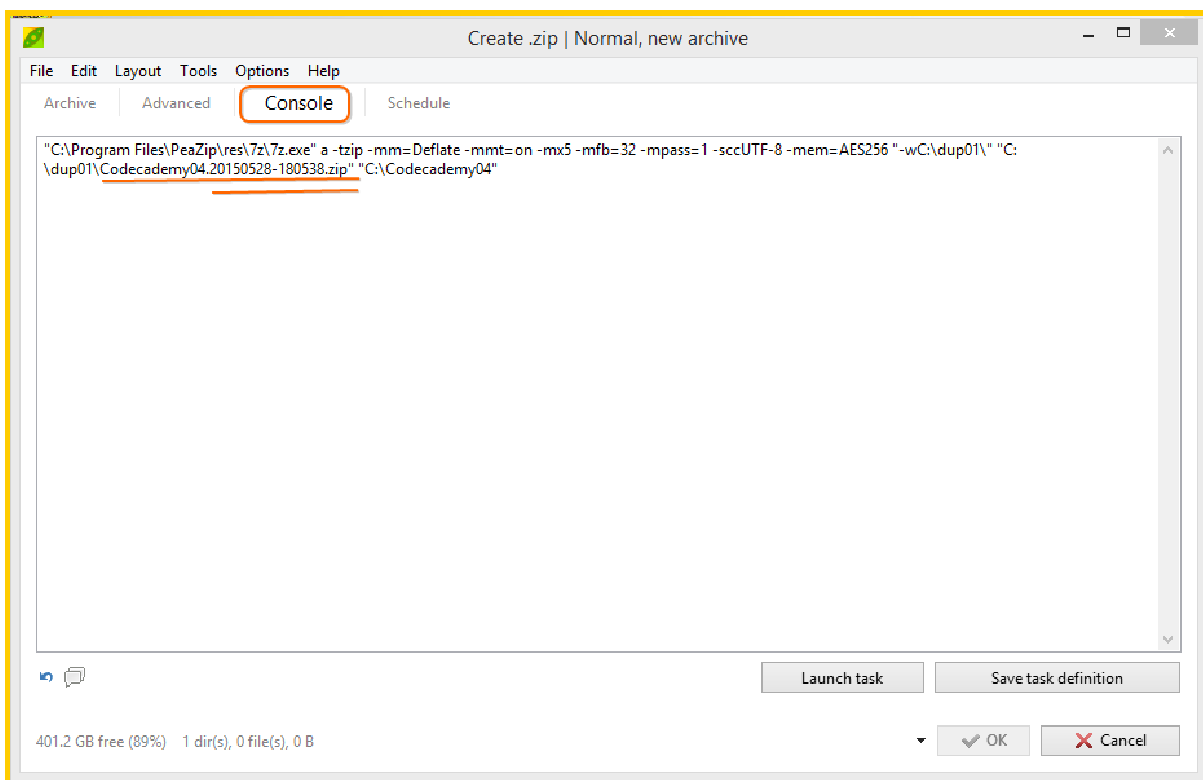 Create .zip | Normal, new archive
File Edit Layout Tools Options Help
Archive Advanced Console Schedule
"C:\Program Files\PeaZip\res\7z\7z.exe" a -tzip -mm=Deflate -mmt=on -mx5 -mfb=32 -mpass=1 -sccUTF-8 -mem=AES256 "-wC:\dup01\" "C:
\dup01\Codecademy04.20150528-180538.zip" "C:\Codecademy04"
Launch task Save task definition
401.2 GB free (89%) 1 dir(s), 0 file(s), 0 B OK Cancel